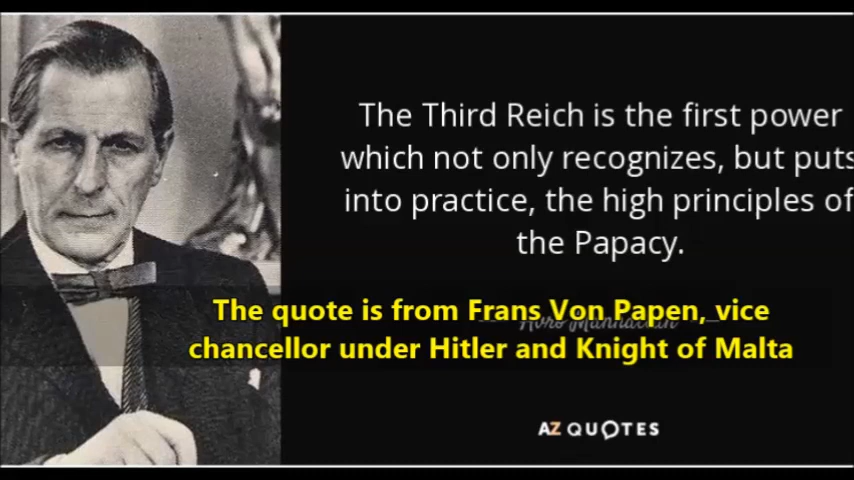 The Third Reich is the first power
which not only recognizes, but puts
into practice, the high principles of
the Papacy.
The quote is from Frans Von Papen, vice
chancellor under Hitler and Knight of Malta
AZ QUOTES